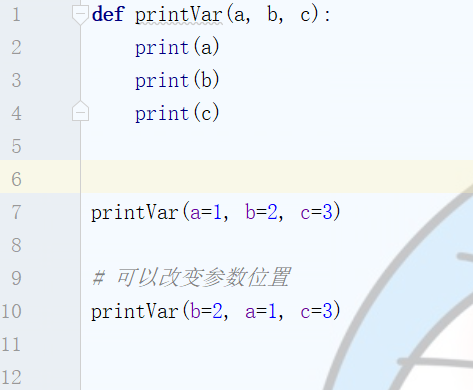 1 def printVar(a, b, c):
2 print(a)
3 print(b)
4 print(c)
5
6
7 printVar(a=1, b=2, c=3)
8
9 # 可以改变参数位置
10 printVar(b=2, a=1, c=3)
11
12